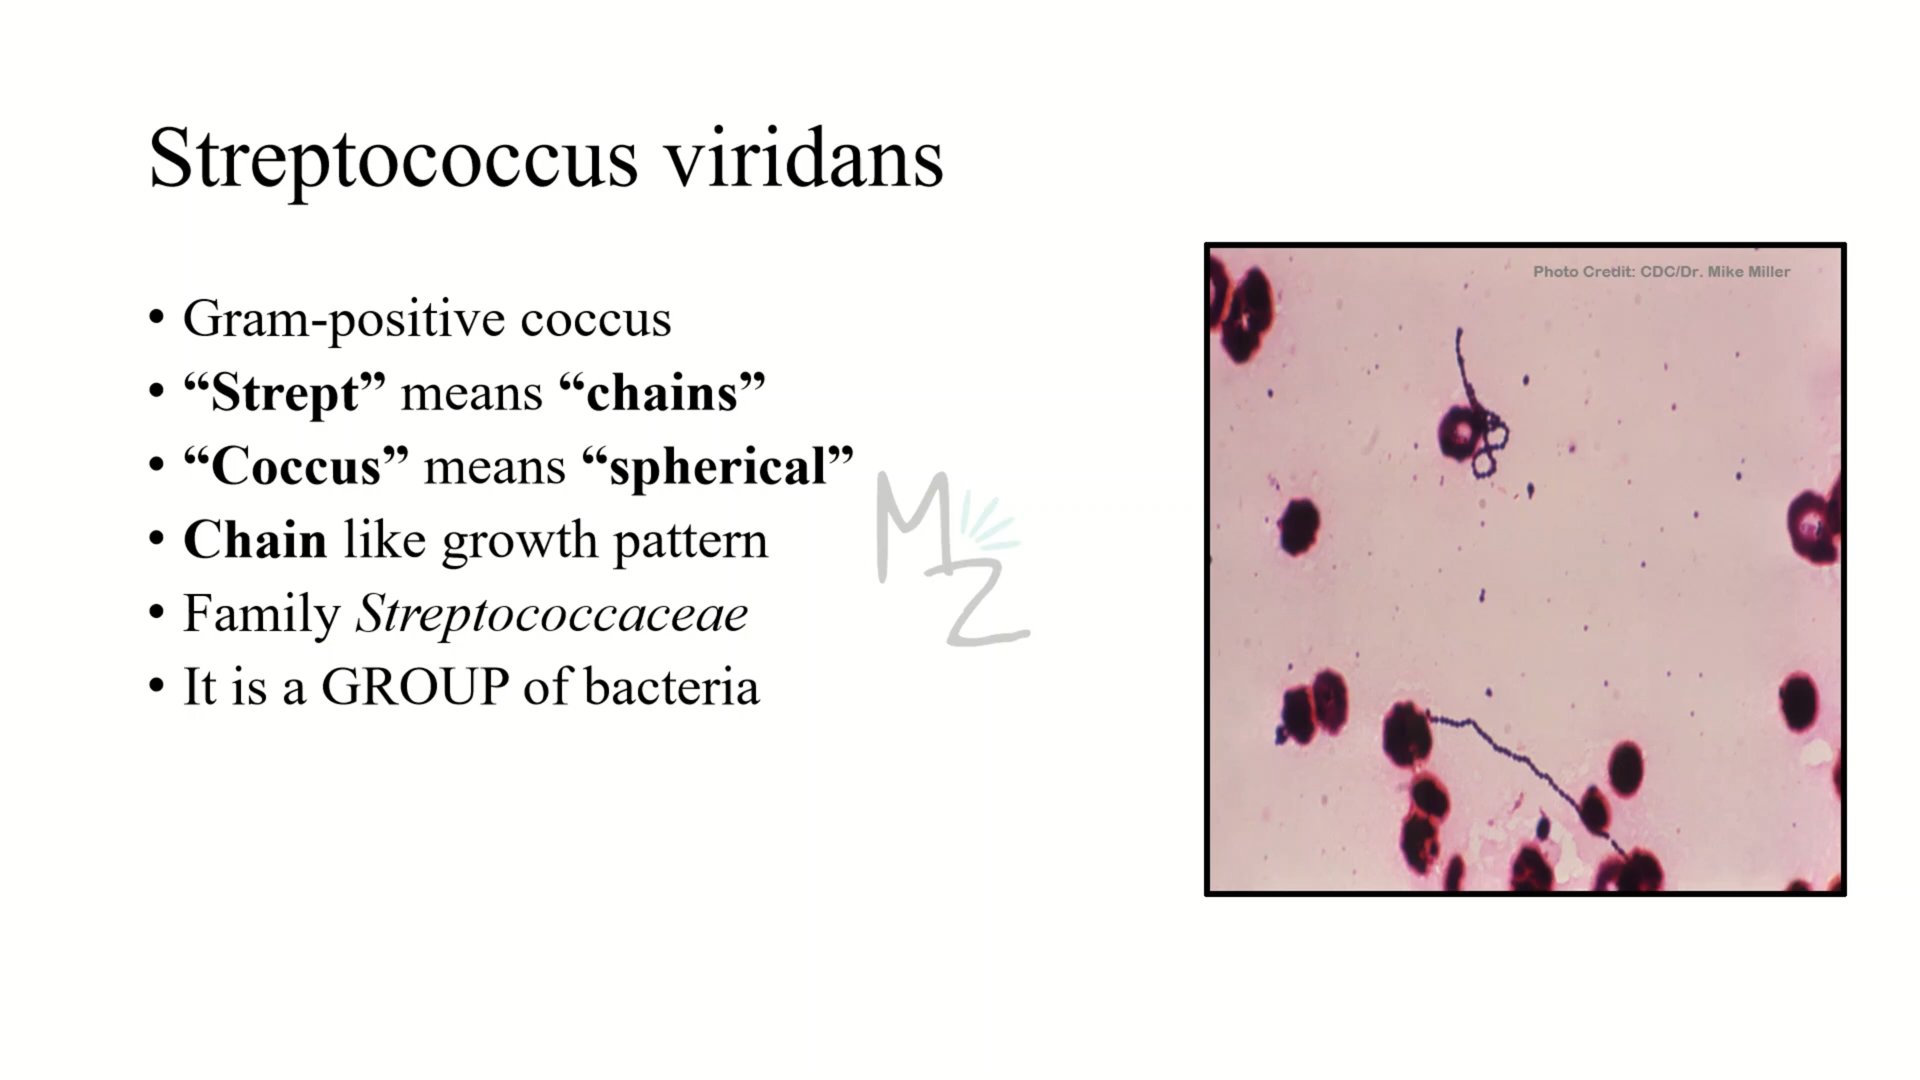 Streptococcus viridans
• Gram-positive coccus
• “Strept” means “chains”
• “Coccus” means “spherical”
• Chain like growth pattern
• Family Streptococcaceae
• It is a GROUP of bacteria
MZ
Photo Credit: CDC/Dr. Mike Miller